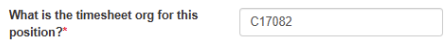 What is the timesheet org for this
position?*
C17082